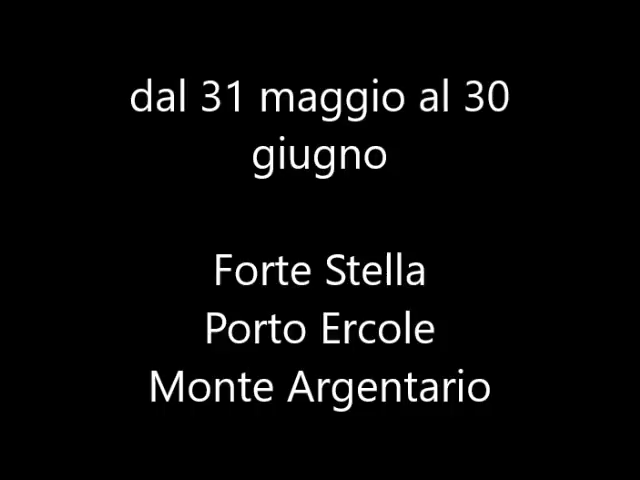 dal 31 maggio al 30
giugno
Forte Stella
Porto Ercole
Monte Argentario